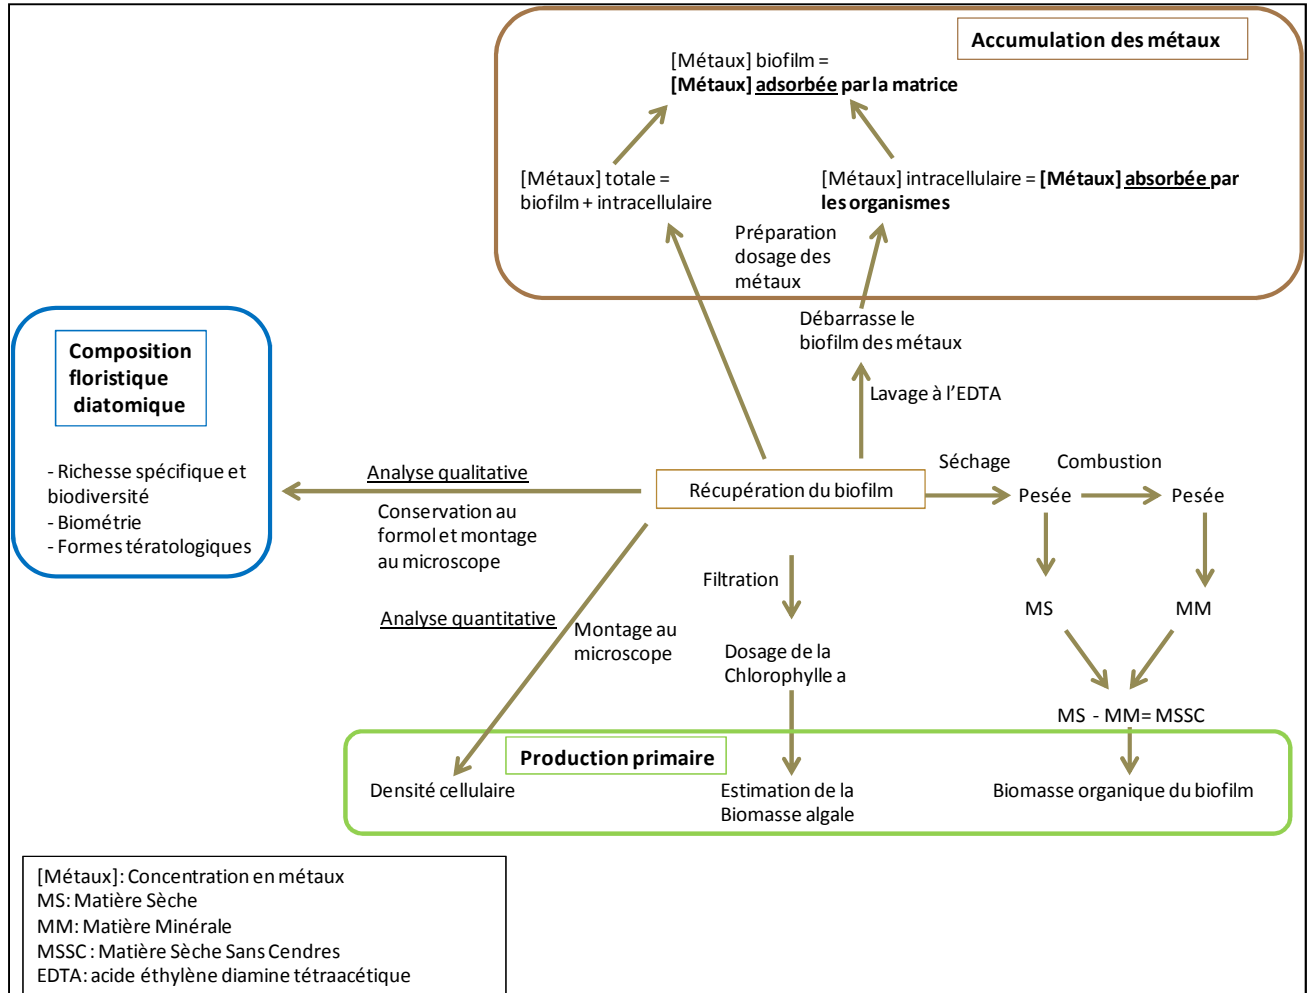 Accumulation des métaux
[Métaux] biofilm =
[Métaux] adsorbée par la matrice
[Métaux] totale =
biofilm + intracellulaire
[Métaux] intracellulaire = [Métaux] absorbée par
les organismes
Préparation
dosage des
métaux
Débarrasse le
biofilm des métaux
Lavage à l’EDTA
Composition
floristique
diatomique
- Richesse spécifique et
biodiversité
- Biométrie
- Formes tératologiques
Analyse qualitative
Conservation au
formol et montage
au microscope
Récupération du biofilm
Séchage
Combustion
Pesée
Pesée
Analyse quantitative
Montage au
microscope
Filtration
Dosage de la
Chlorophylle a
MS
MM
MS - MM= MSSC
Production primaire
Densité cellulaire
Estimation de la
Biomasse algale
Biomasse organique du biofilm
[Métaux]: Concentration en métaux
MS: Matière Sèche
MM: Matière Minérale
MSSC : Matière Sèche Sans Cendres
EDTA: acide éthylène diamine tétraacétique